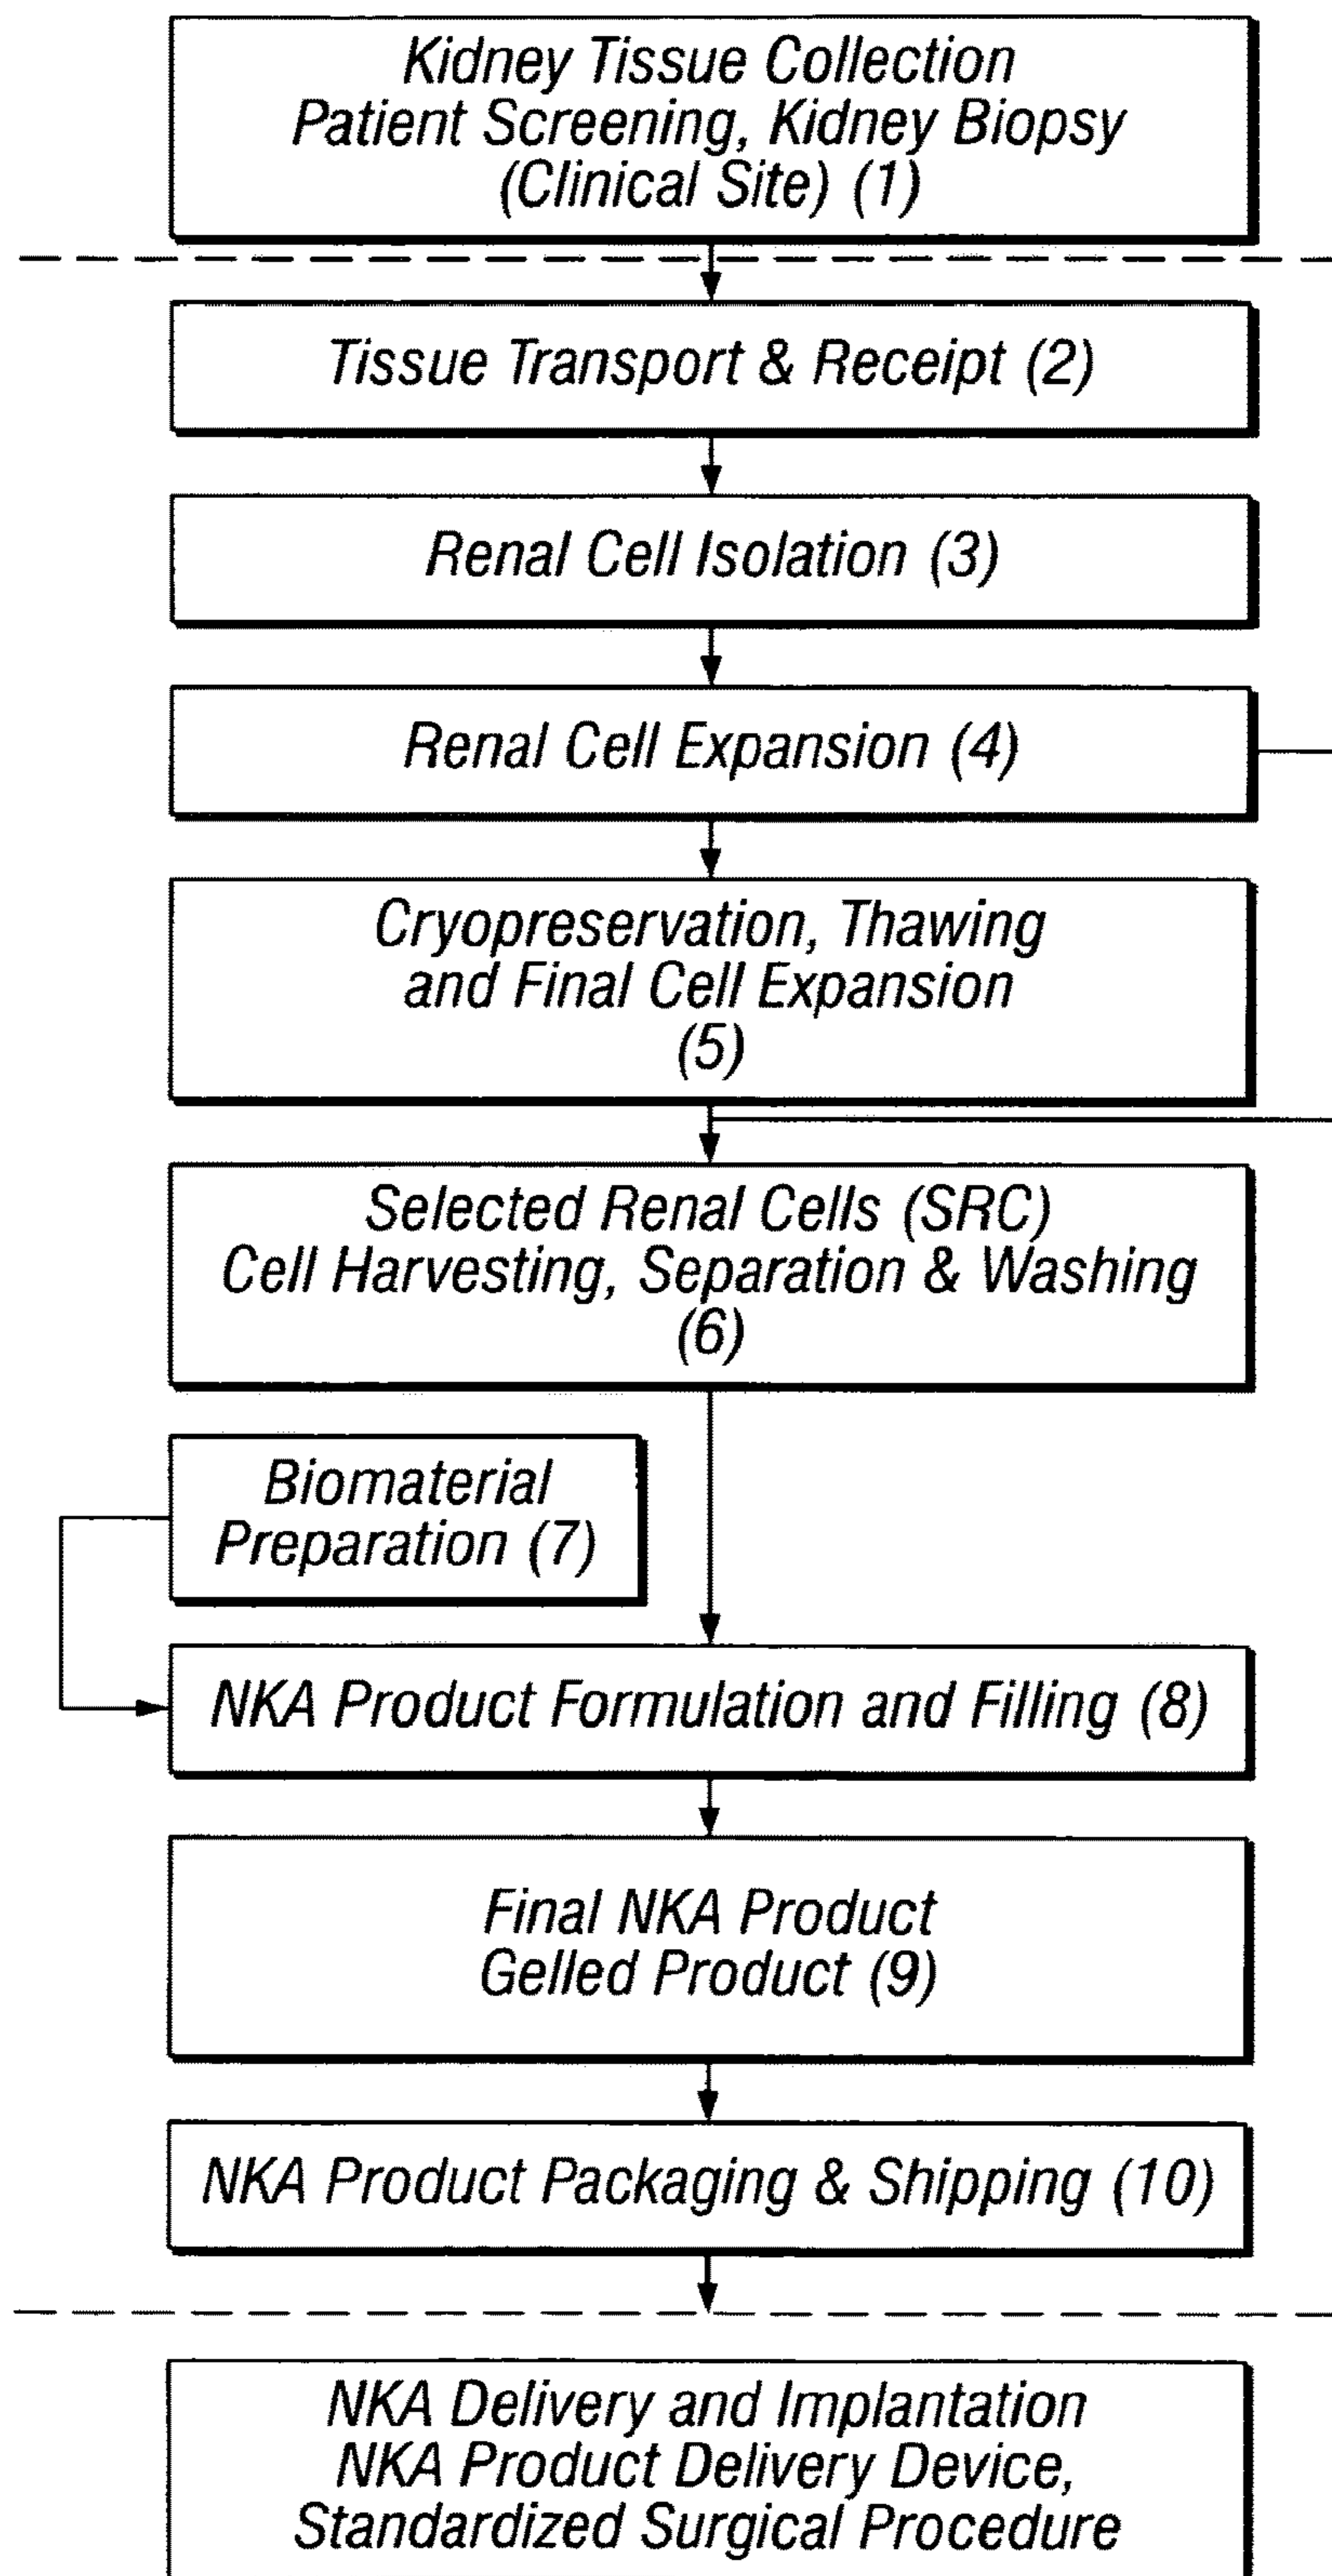 Kidney Tissue Collection
Patient Screening, Kidney Biopsy
(Clinical Site) (1)
Tissue Transport & Receipt (2)
Renal Cell Isolation (3)
Renal Cell Expansion (4)
Cryopreservation, Thawing
and Final Cell Expansion
(5)
Selected Renal Cells (SRC)
Cell Harvesting, Separation & Washing
(6)
Biomaterial
Preparation (7)
NKA Product Formulation and Filling (8)
Final NKA Product
Gelled Product (9)
NKA Product Packaging & Shipping (10)
NKA Delivery and Implantation
NKA Product Delivery Device,
Standardized Surgical Procedure